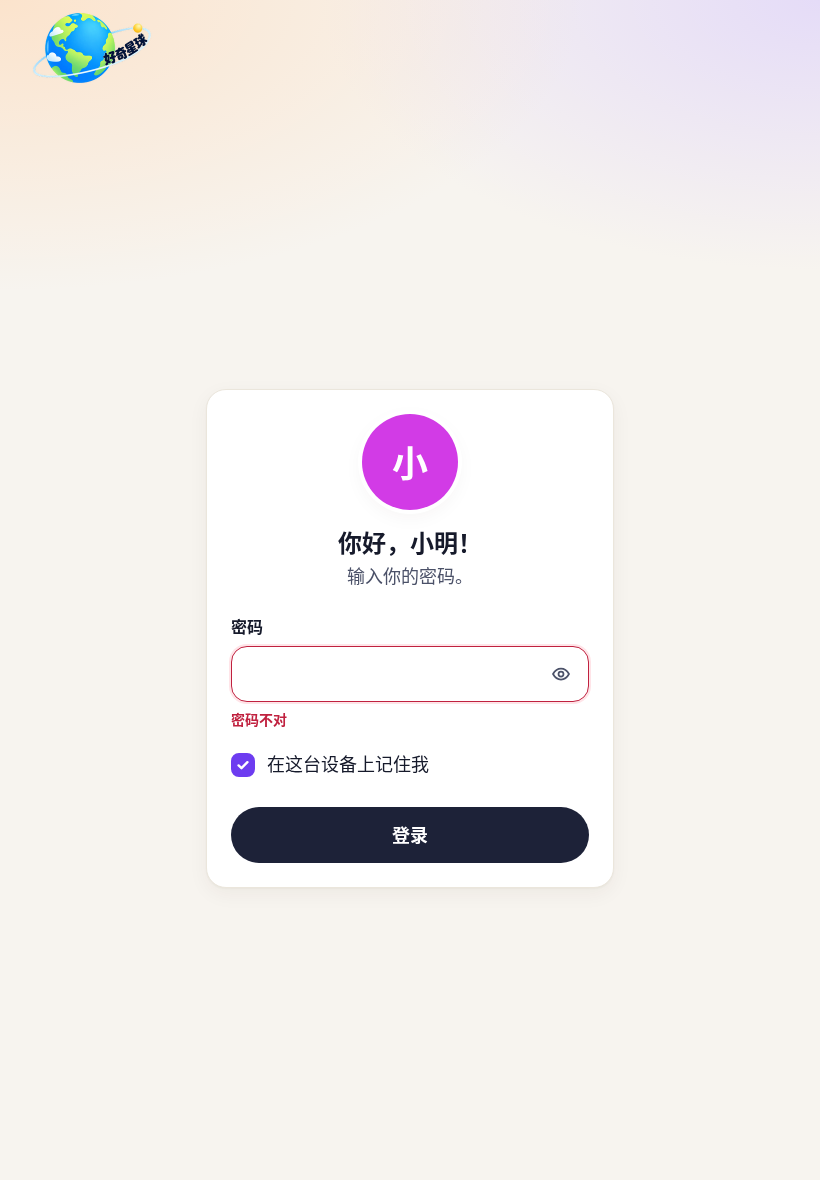 好奇星球
小
你好，小明！
输入你的密码。
密码
密码不对
在这台设备上记住我
登录